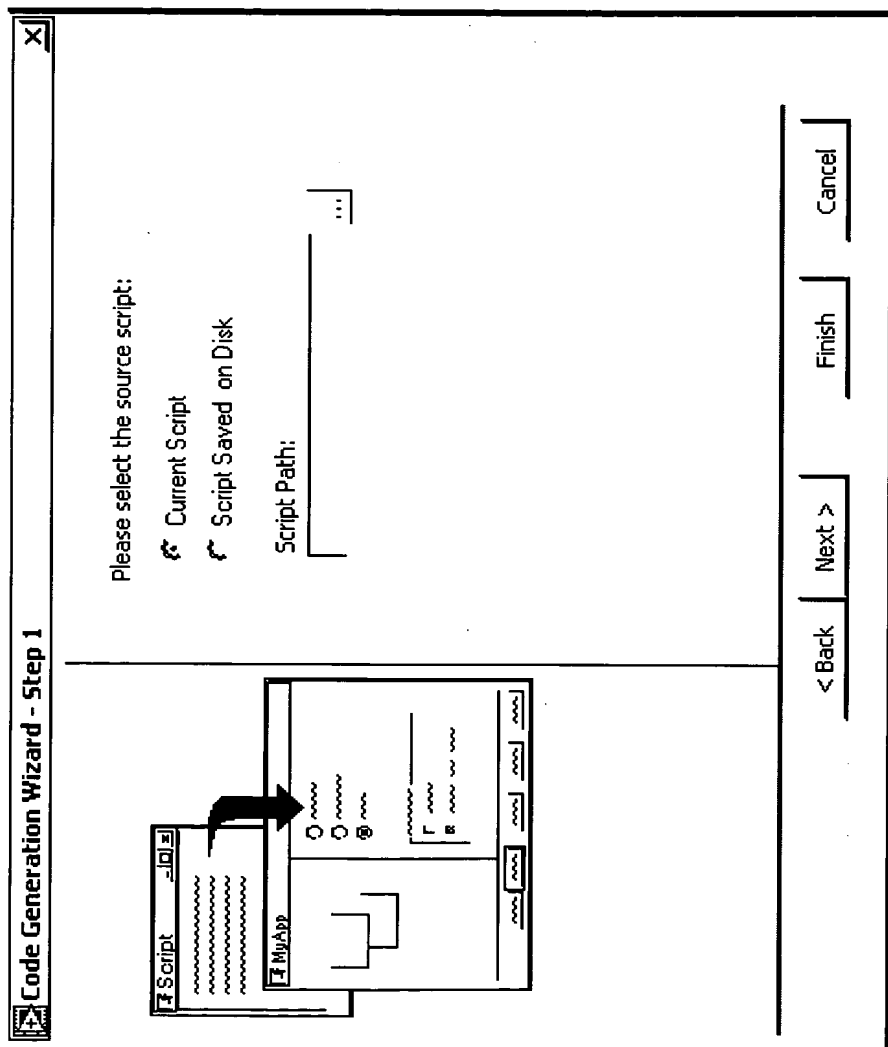 Code Generation Wizard - Step 1
Script
MyApp
Please select the source script:
Current Script
Script Saved on Disk
Script Path:
...
< Back
Next >
Finish
Cancel